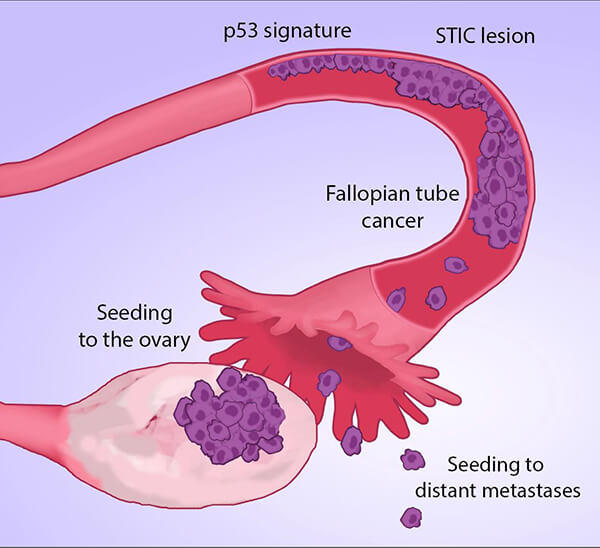 p53 signature
STIC lesion
Fallopian tube
cancer
Seeding
to the ovary
Seeding to
distant metastases